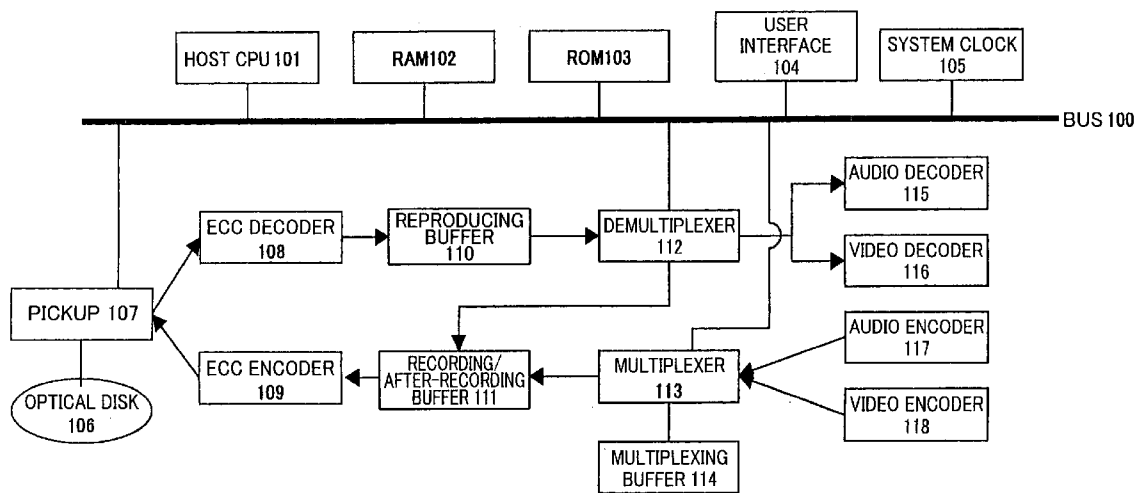 HOST CPU 101
RAM102
ROM103
USER
INTERFACE
104
SYSTEM CLOCK
105
BUS 100
AUDIO DECODER
115
ECC DECODER
108
REPRODUCING
BUFFER
110
DEMULTIPLEXER
112
VIDEO DECODER
116
PICKUP 107
AUDIO ENCODER
117
ECC ENCODER
109
RECORDING/
AFTER-RECORDING
BUFFER 111
MULTIPLEXER
113
OPTICAL DISK
106
VIDEO ENCODER
118
MULTIPLEXING
BUFFER 114